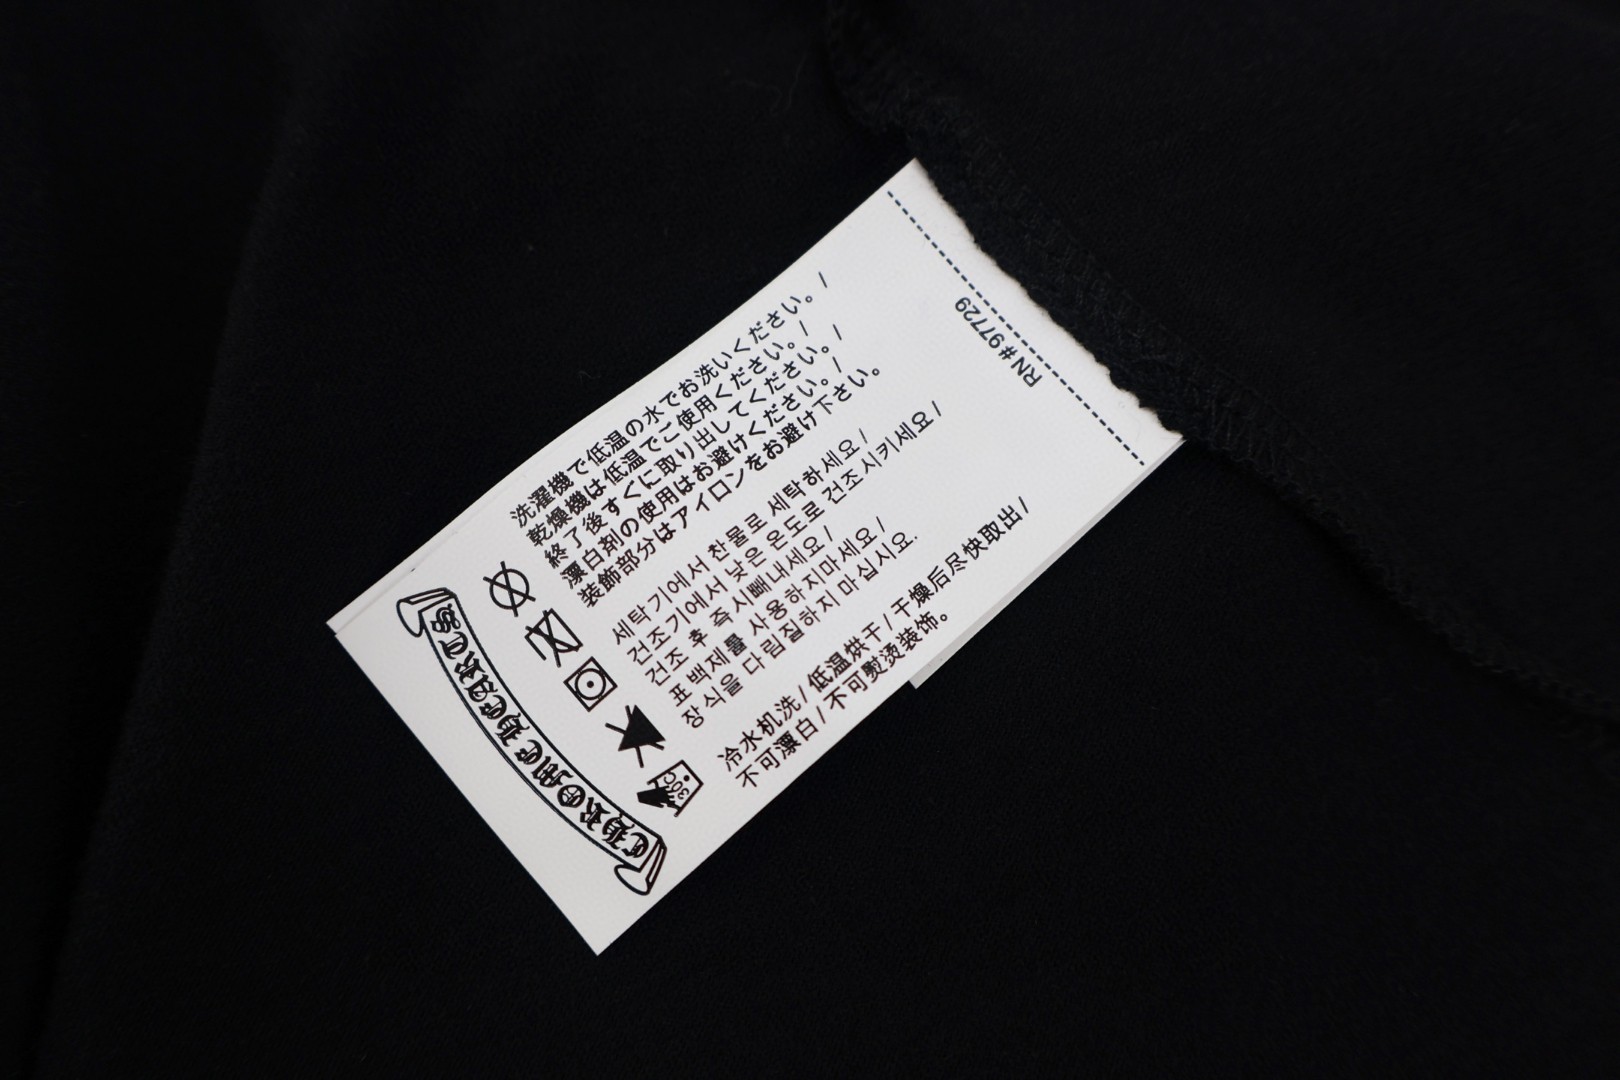 RN#97729
洗濯機で低温の水でお洗いください。/
乾燥機は低温でご使用ください。/
終了後すぐに取り出してください。/
漂白剤の使用はお避けください。/
装飾部分はアイロンをお避け下さい。
세탁기에서 찬물로 세탁하세요/
건조기에서 낮은 온도로 건조시키세요/
건조 후 즉시빼내세요/
표백제를 사용하지마세요/
장식을 다림질하지마십시요.
冷水机洗/低温烘干/干燥后尽快取出/
不可漂白/不可熨烫装饰。
30C
CHROME HEARTS